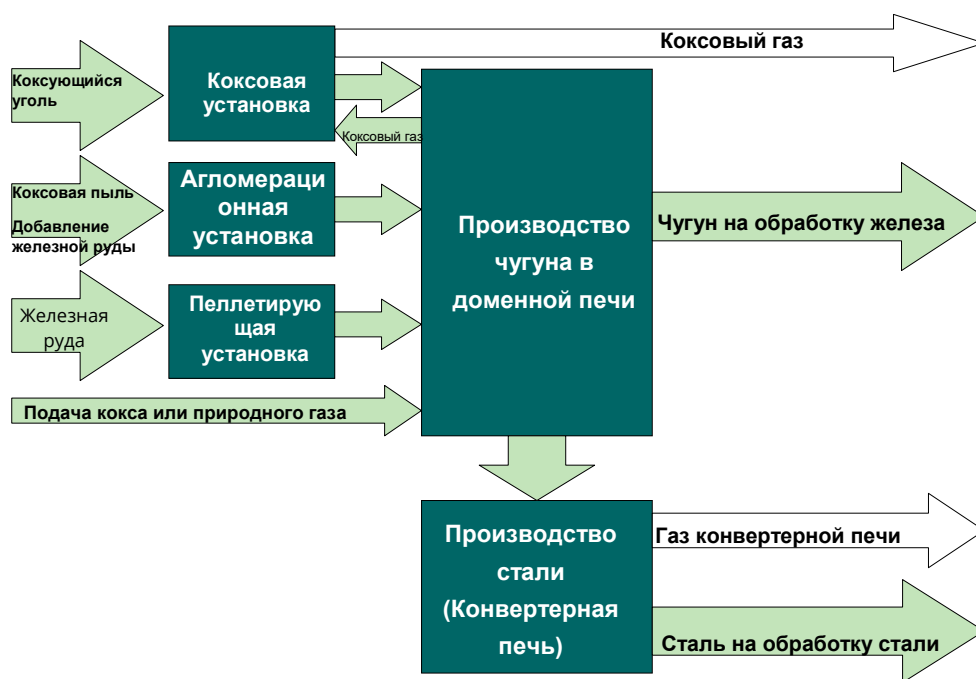 Коксовый газ
Коксующийся
уголь
Коксовая
установка
Коксовый газ
Коксовая пыль
Добавление
железной руды
Агломераци
онная
установка
Производство
чугуна в
доменной печи
Чугун на обработку железа
Железная
руда
Пеллетирую
щая
установка
Подача кокса или природного газа
Производство
стали
(Конвертерная
печь)
Газ конвертерной печи
Сталь на обработку стали